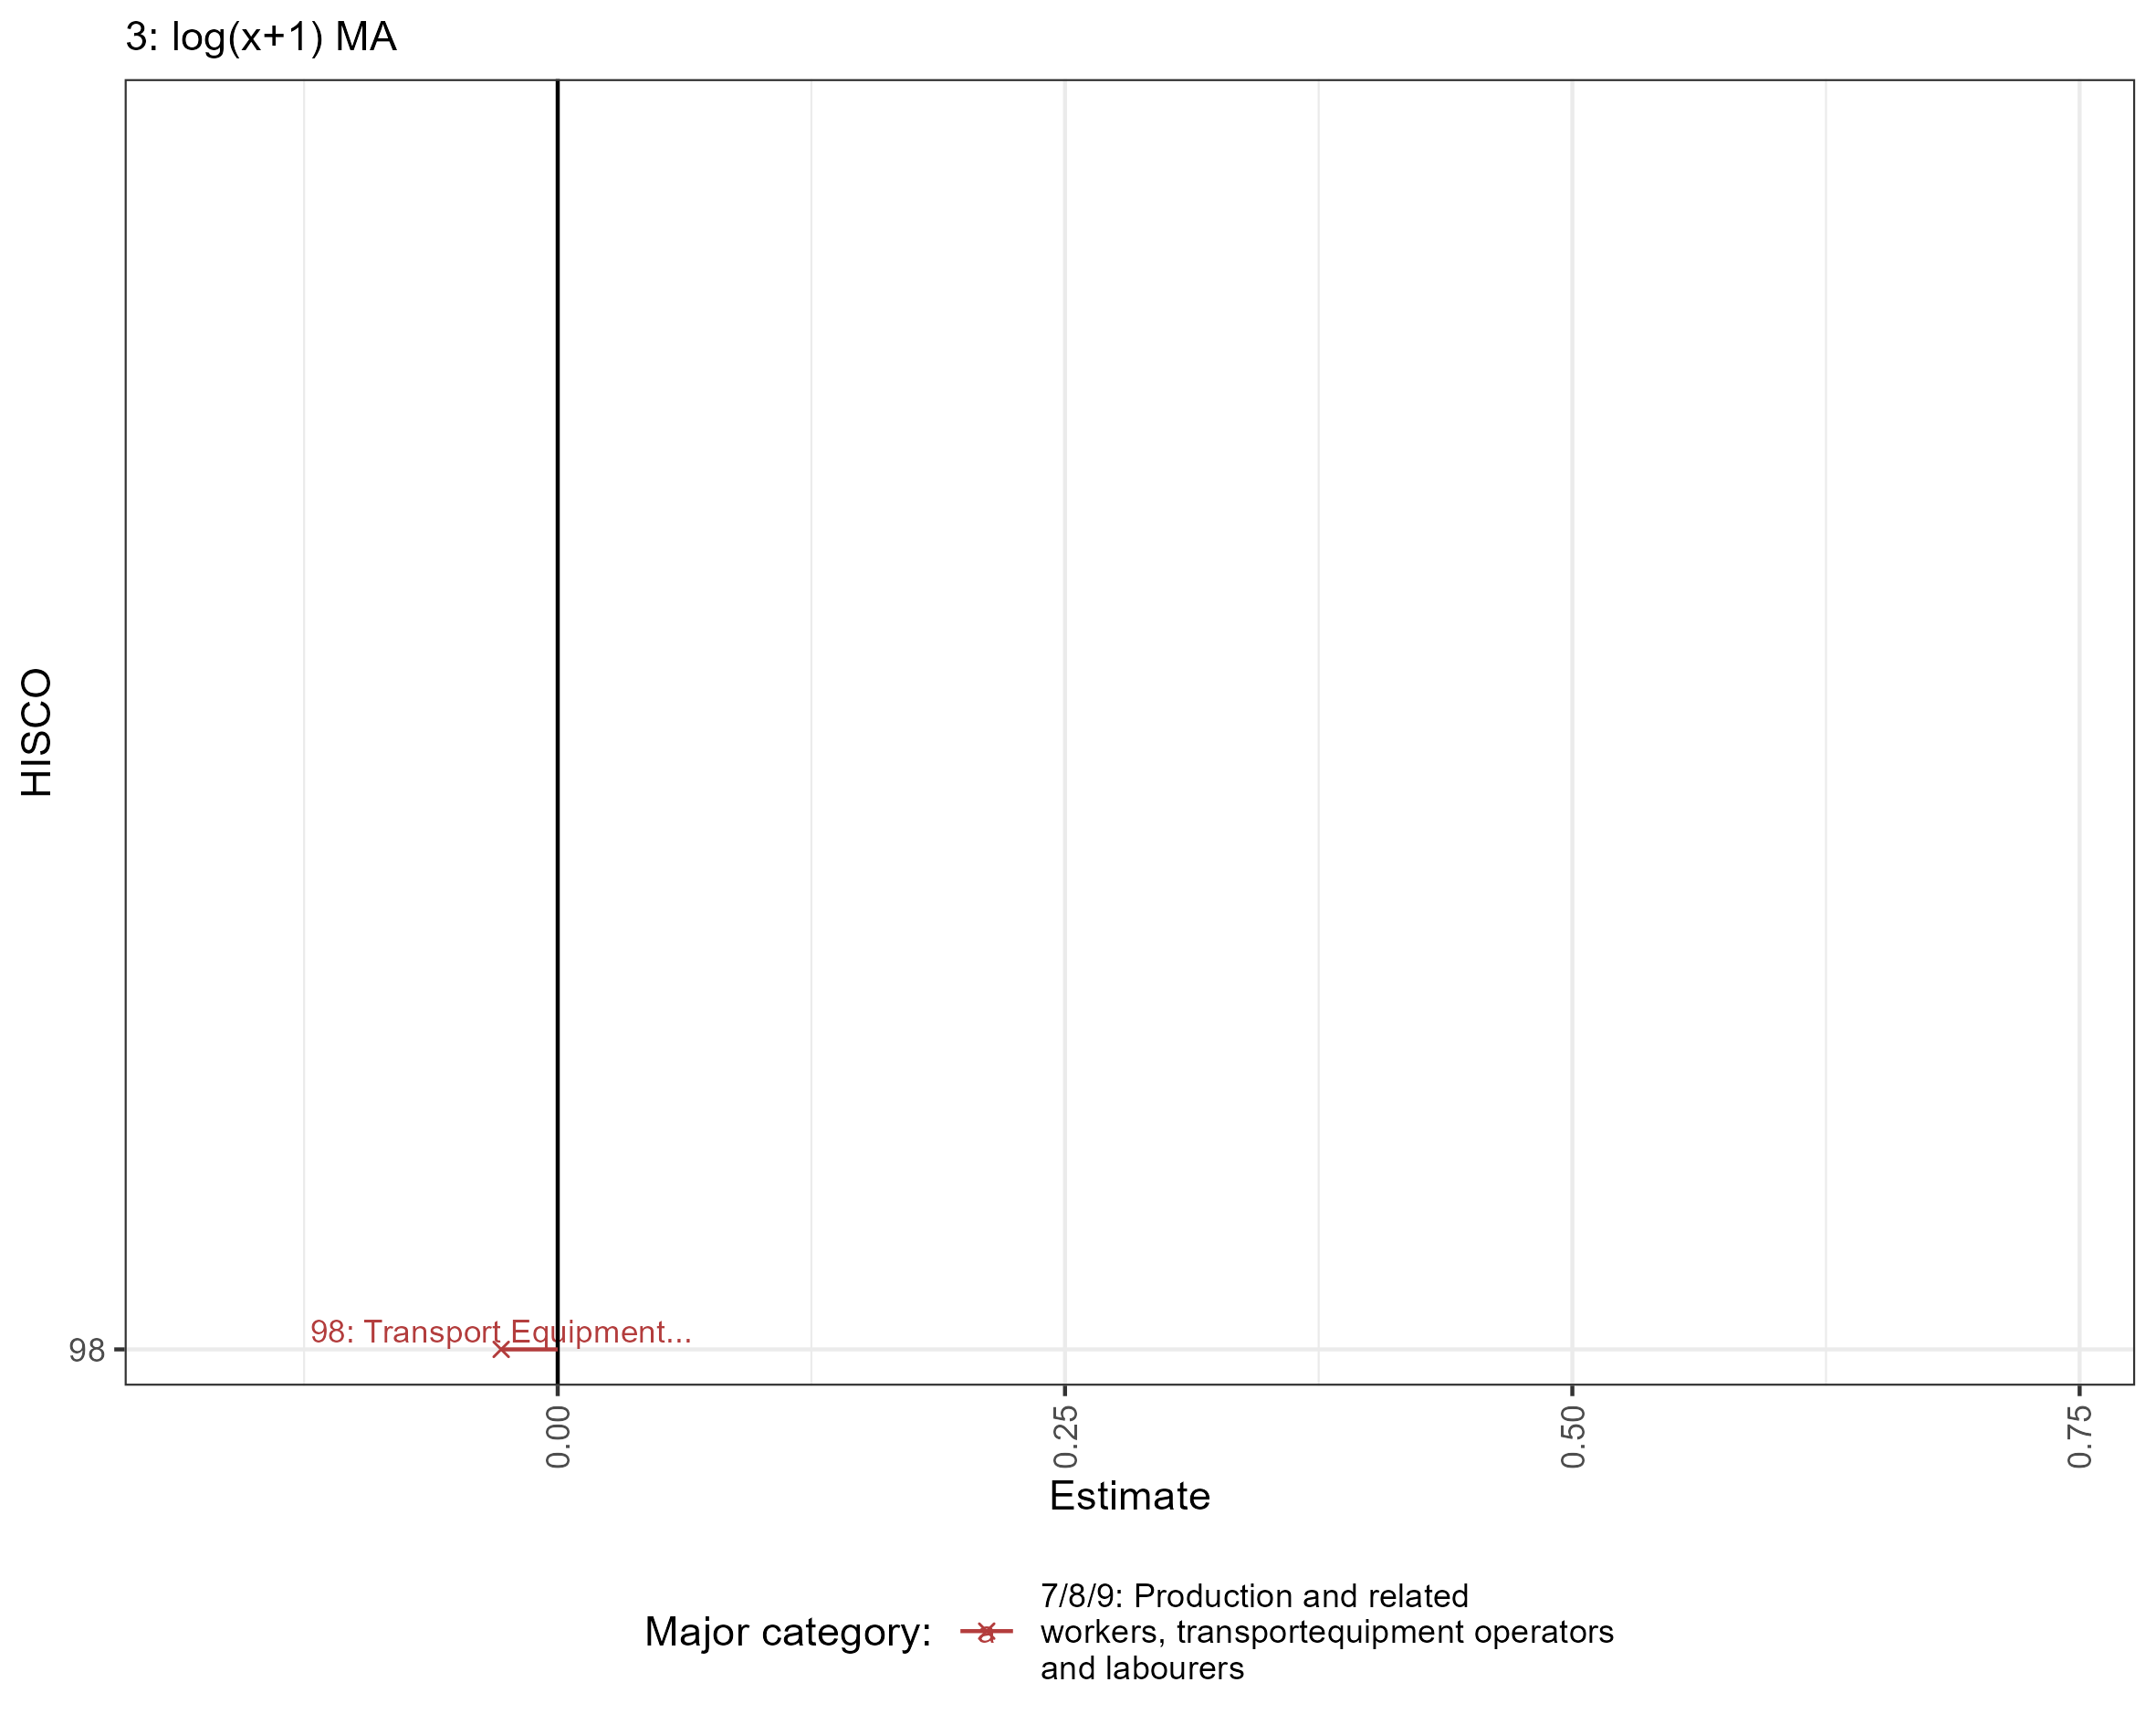 3: log(x+1) MA
HISCO
98: Transport Equipment...
98
0.00
0.25
0.50
0.75
Estimate
Major category:
a
7/8/9: Production and related
workers, transportequipment operators
and labourers